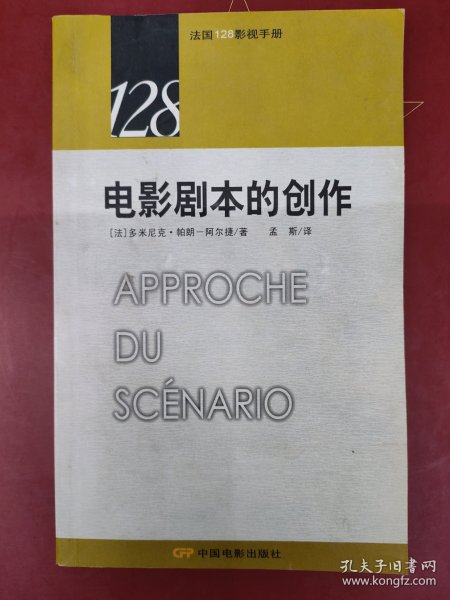 法国128影视手册
128
电影剧本的创作
[法]多米尼克·帕朗-阿尔捷/著 孟 斯/译
APPROCHE
DU
SCÉNARIO
CFP 中国电影出版社
孔夫子旧书网
www.kongfz.com